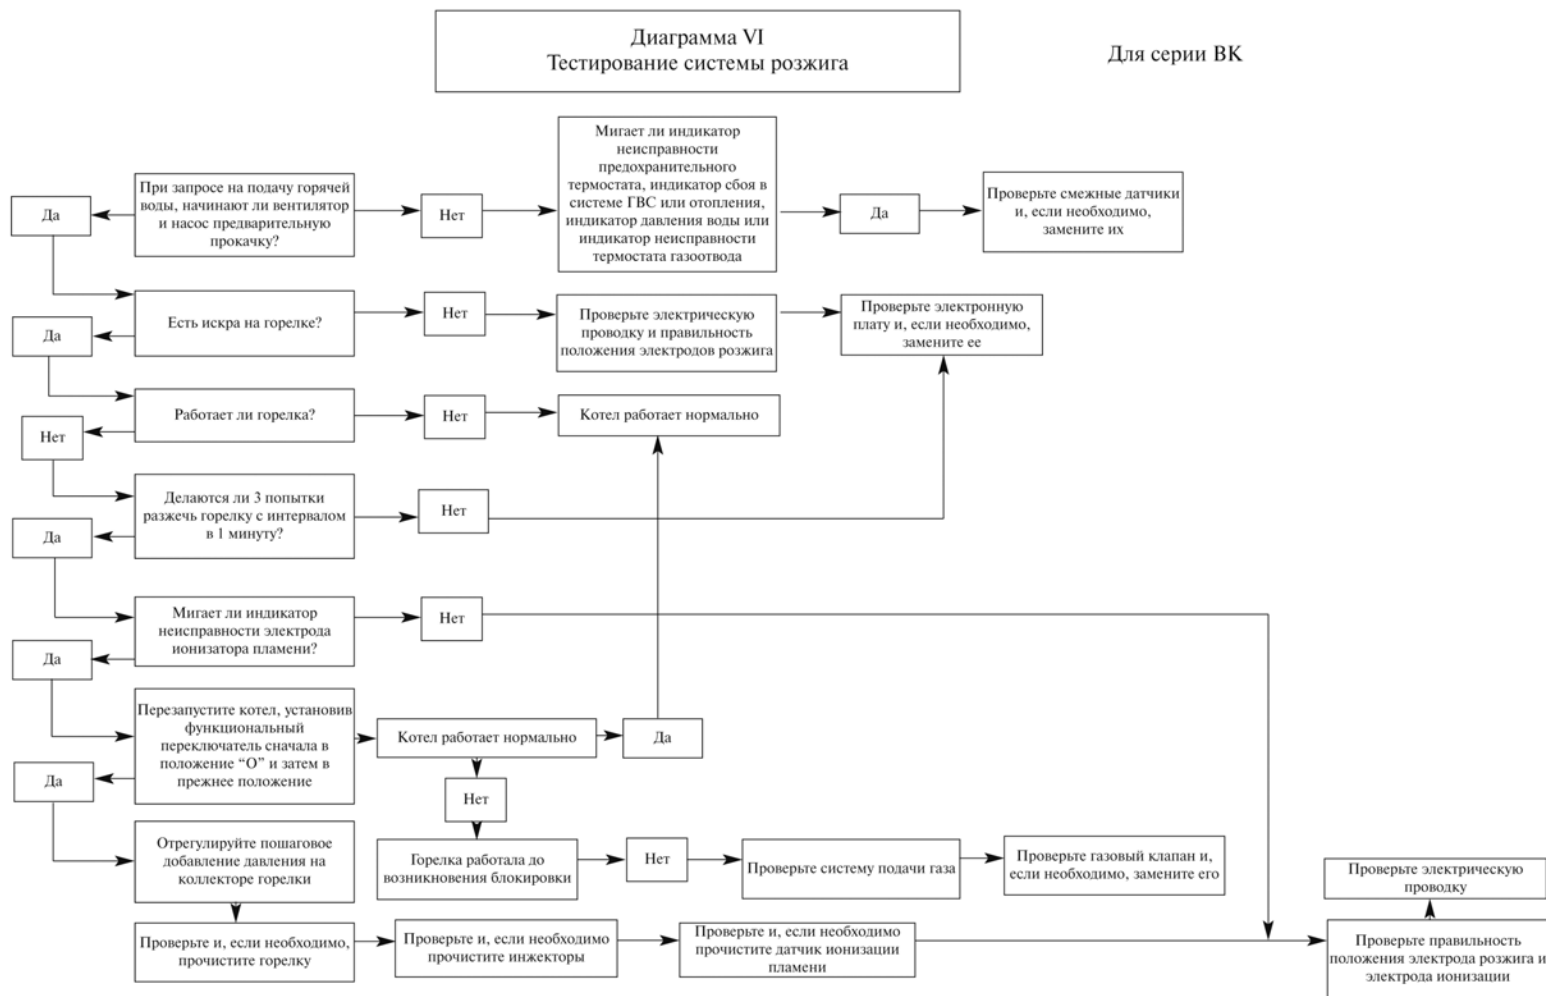 Диаграмма VI
Тестирование системы розжига
Для серии ВК
Да
При запросе на подачу горячей
воды, начинают ли вентилятор
и насос предварительную
прокачку?
Нет
Мигает ли индикатор
неисправности
предохранительного
термостата, индикатор сбоя в
системе ГВС или отопления,
индикатор давления воды или
индикатор неисправности
термостата газоотвода
Да
Проверьте смежные датчики
и, если необходимо,
замените их
Да
Есть искра на горелке?
Нет
Проверьте электрическую
проводку и правильность
положения электродов розжига
Проверьте электронную
плату и, если необходимо,
замените ее
Нет
Работает ли горелка?
Нет
Котел работает нормально
Да
Делаются ли 3 попытки
разжечь горелку с интервалом
в 1 минуту?
Нет
Да
Мигает ли индикатор
неисправности электрода
ионизатора пламени?
Нет
Да
Перезапустите котел, установив
функциональный
переключатель сначала в
положение “О” и затем в
прежнее положение
Котел работает нормально
Да
Нет
Отрегулируйте пошаговое
добавление давления на
коллекторе горелки
Горелка работала до
возникновения блокировки
Нет
Проверьте систему подачи газа
Проверьте газовый клапан и,
если необходимо, замените его
Проверьте электрическую
проводку
Проверьте и, если необходимо,
прочистите горелку
Проверьте и, если необходимо
прочистите инжекторы
Проверьте и, если необходимо
прочистите датчик ионизации
пламени
Проверьте правильность
положения электрода розжига и
электрода ионизации